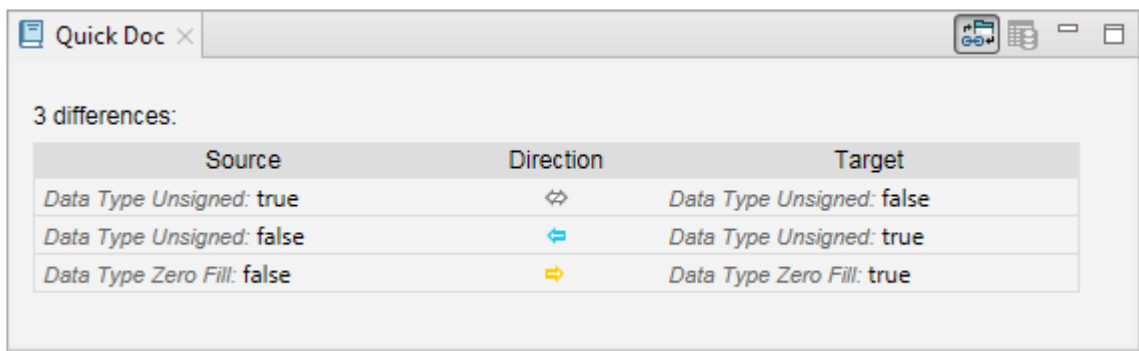 Quick Doc
3 differences:
Source Direction Target
Data Type Unsigned: true Data Type Unsigned: false
Data Type Unsigned: false Data Type Unsigned: true
Data Type Zero Fill: false Data Type Zero Fill: true